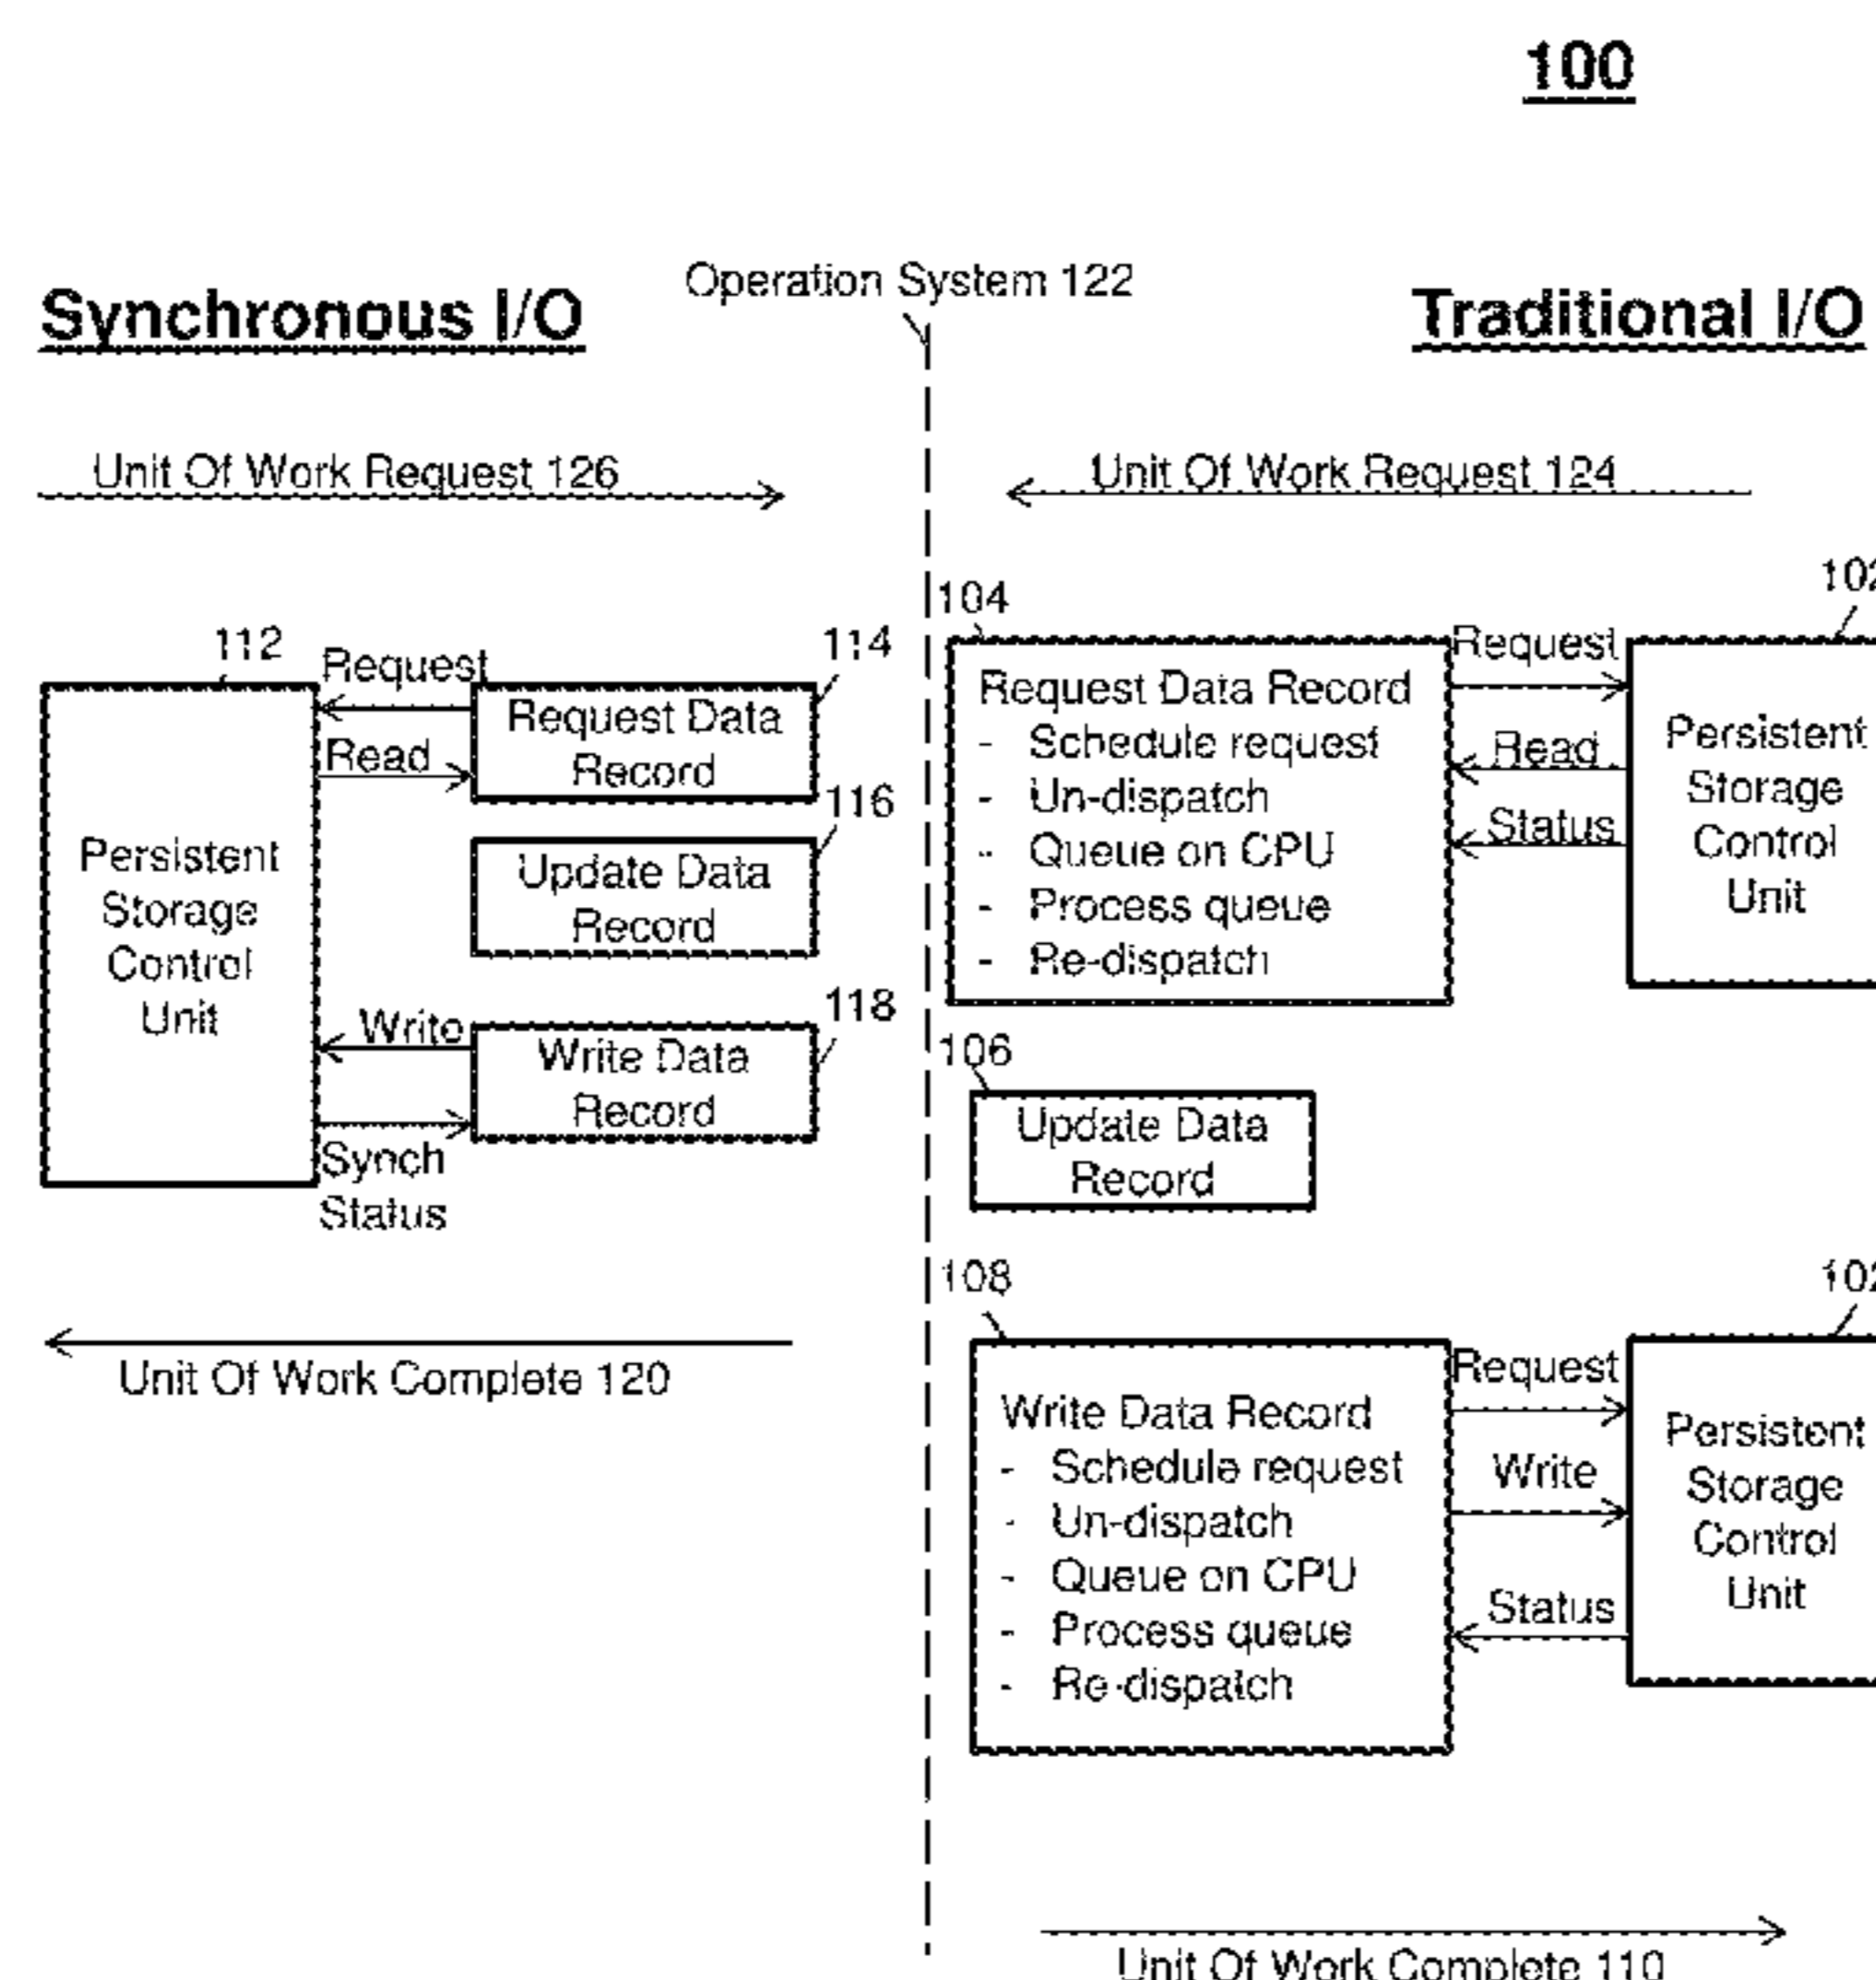 100
Operation System 122
Synchronous I/O
Traditional I/O
Unit Of Work Request 126
Unit Of Work Request 124
112
Request
Read
114
Request Data
Record
116
Update Data
Record
Persistent
Storage
Control
Unit
118
Write
Write Data
Record
Synch
Status
Unit Of Work Complete 120
104
Request Data Record
- Schedule request
- Un-dispatch
- Queue on CPU
- Process queue
- Re-dispatch
Request
Read
Status
102
Persistent
Storage
Control
Unit
106
Update Data
Record
108
Write Data Record
- Schedule request
- Un-dispatch
- Queue on CPU
- Process queue
- Re-dispatch
Request
Write
Status
102
Persistent
Storage
Control
Unit
Unit Of Work Complete 110